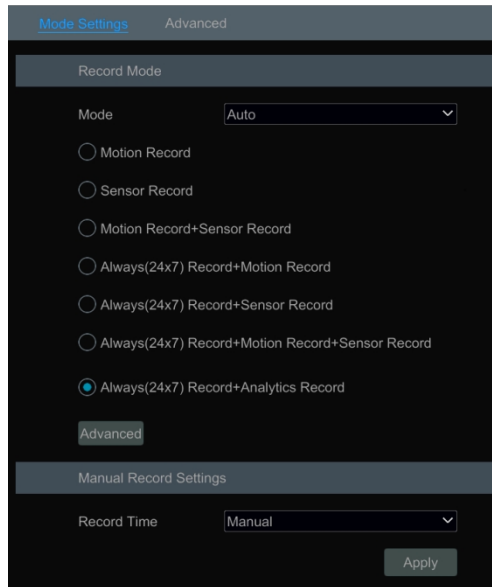 Mode Settings Advanced
Record Mode
Mode Auto
Motion Record
Sensor Record
Motion Record+Sensor Record
Always(24x7) Record+Motion Record
Always(24x7) Record+Sensor Record
Always(24x7) Record+Motion Record+Sensor Record
Always(24x7) Record+Analytics Record
Advanced
Manual Record Settings
Record Time Manual
Apply